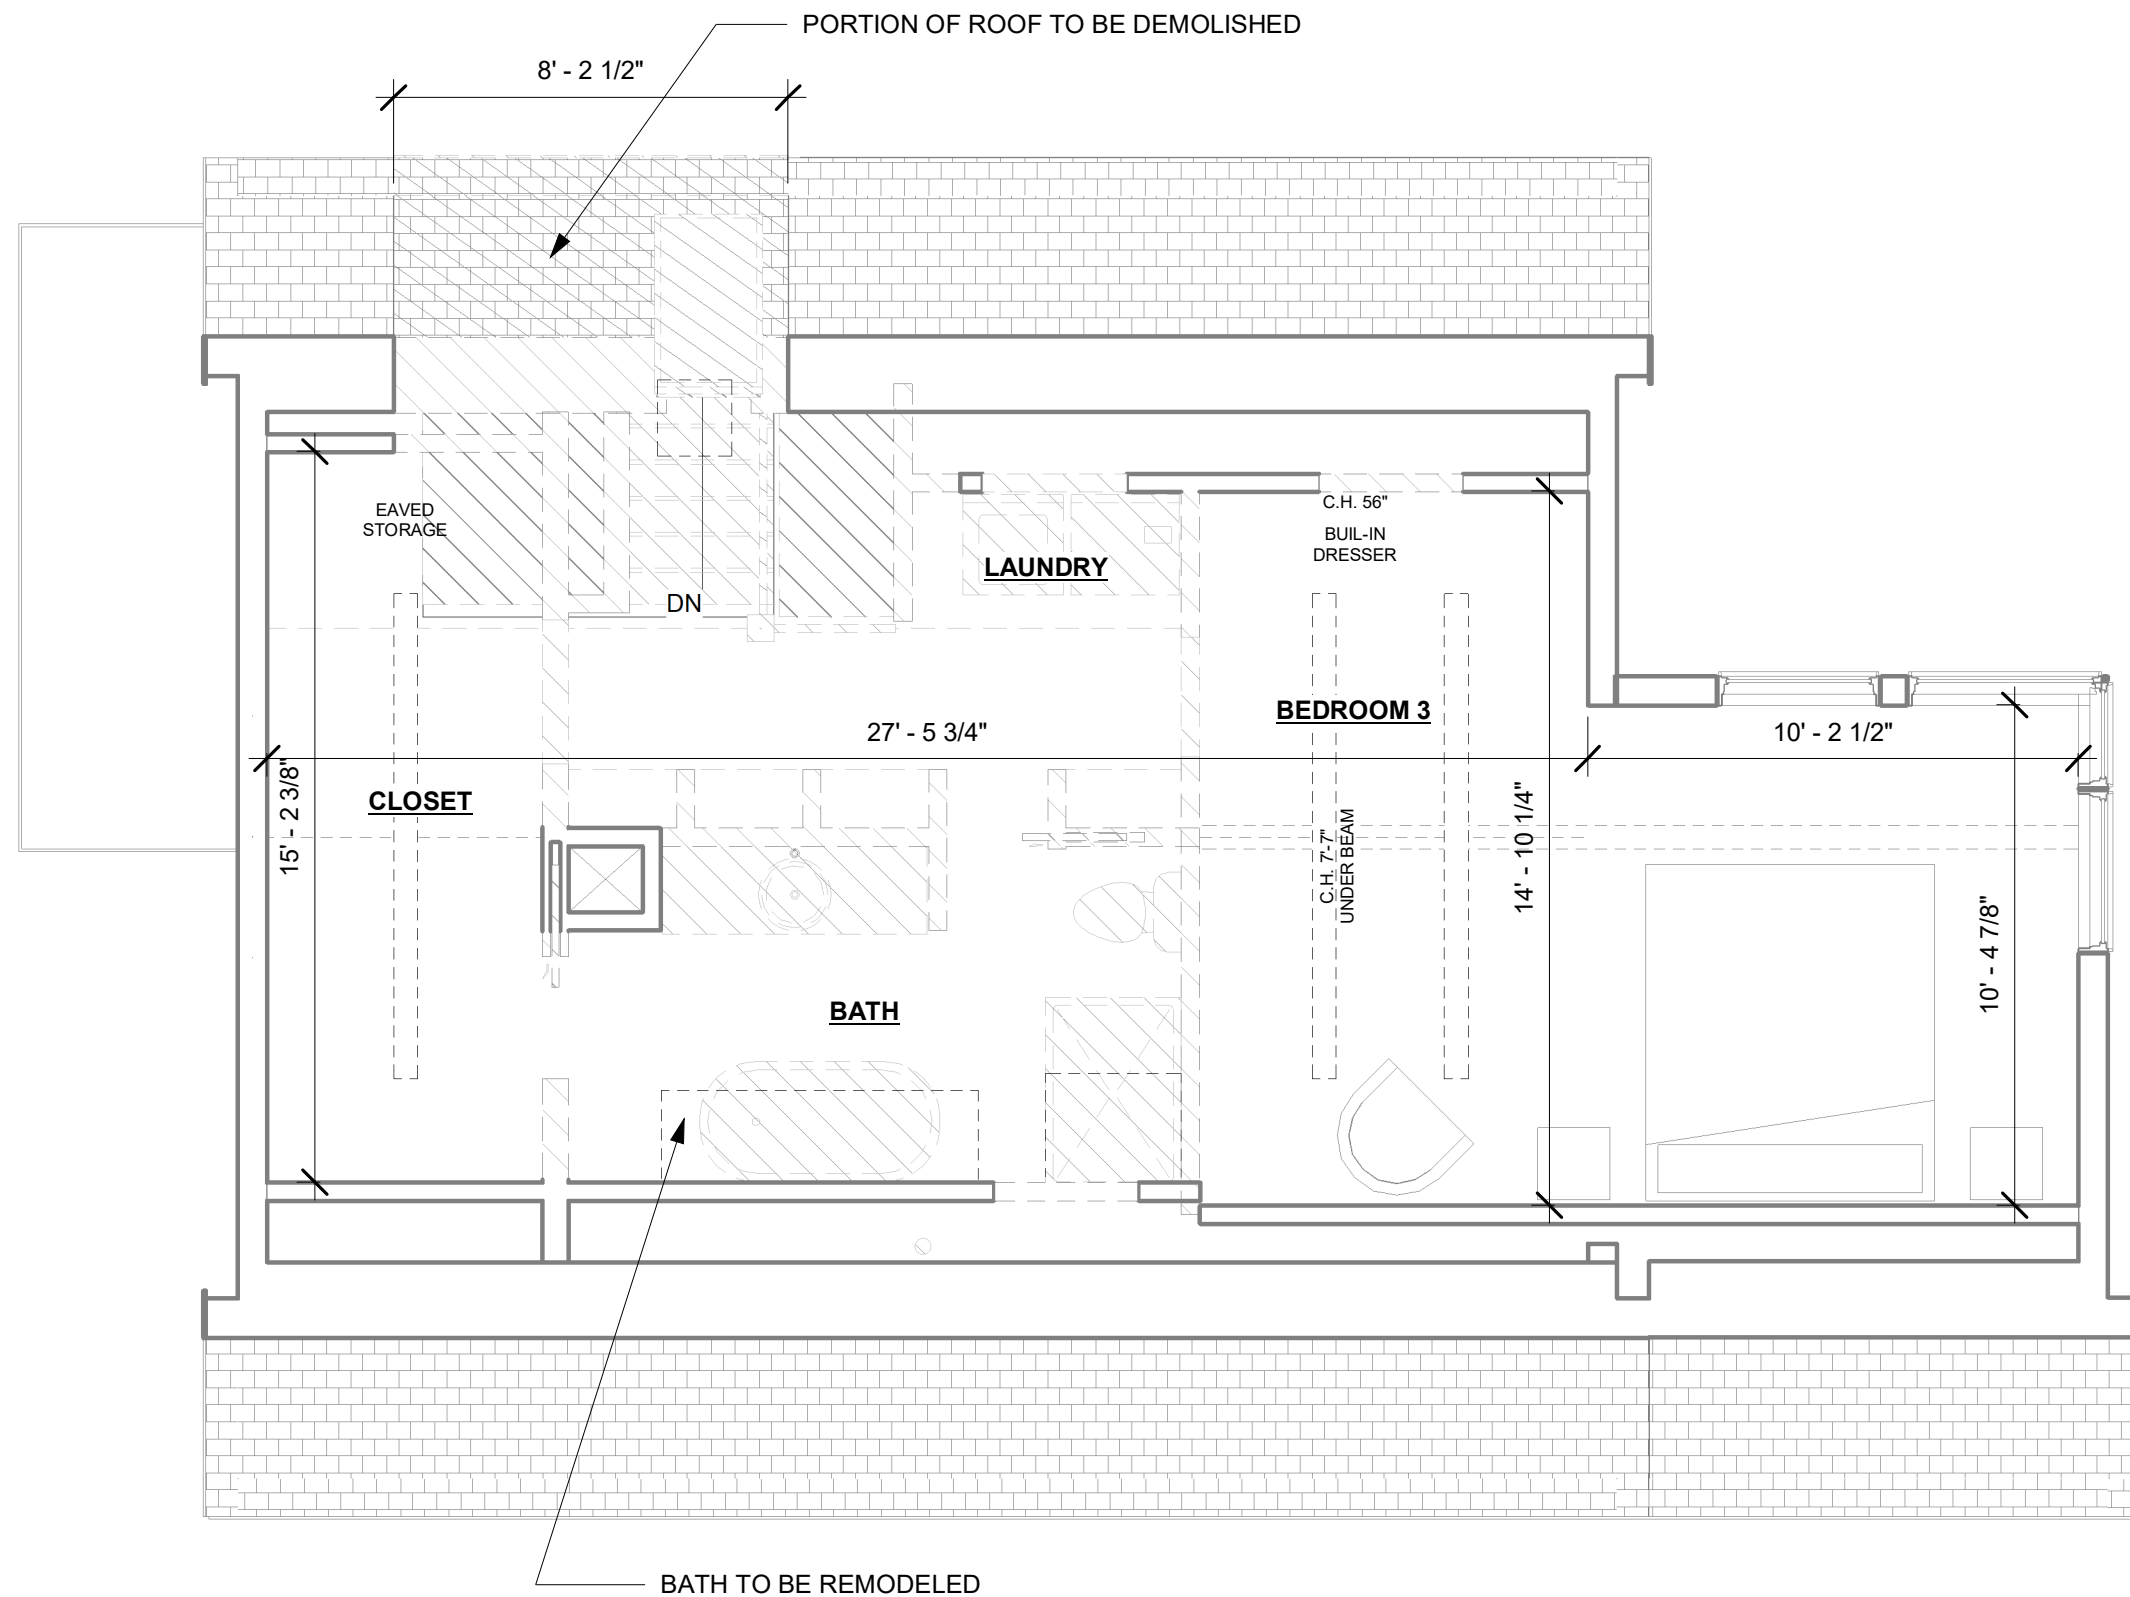 PORTION OF ROOF TO BE DEMOLISHED
8' - 2 1/2"
EAVED
STORAGE
C.H. 56"
BUIL-IN
DRESSER
LAUNDRY
DN
BEDROOM 3
27' - 5 3/4"
10' - 2 1/2"
CLOSET
15' - 2 3/8"
C.H. 7'-7"
UNDER BEAM
14' - 10 1/4"
10' - 4 7/8"
BATH
BATH TO BE REMODELED